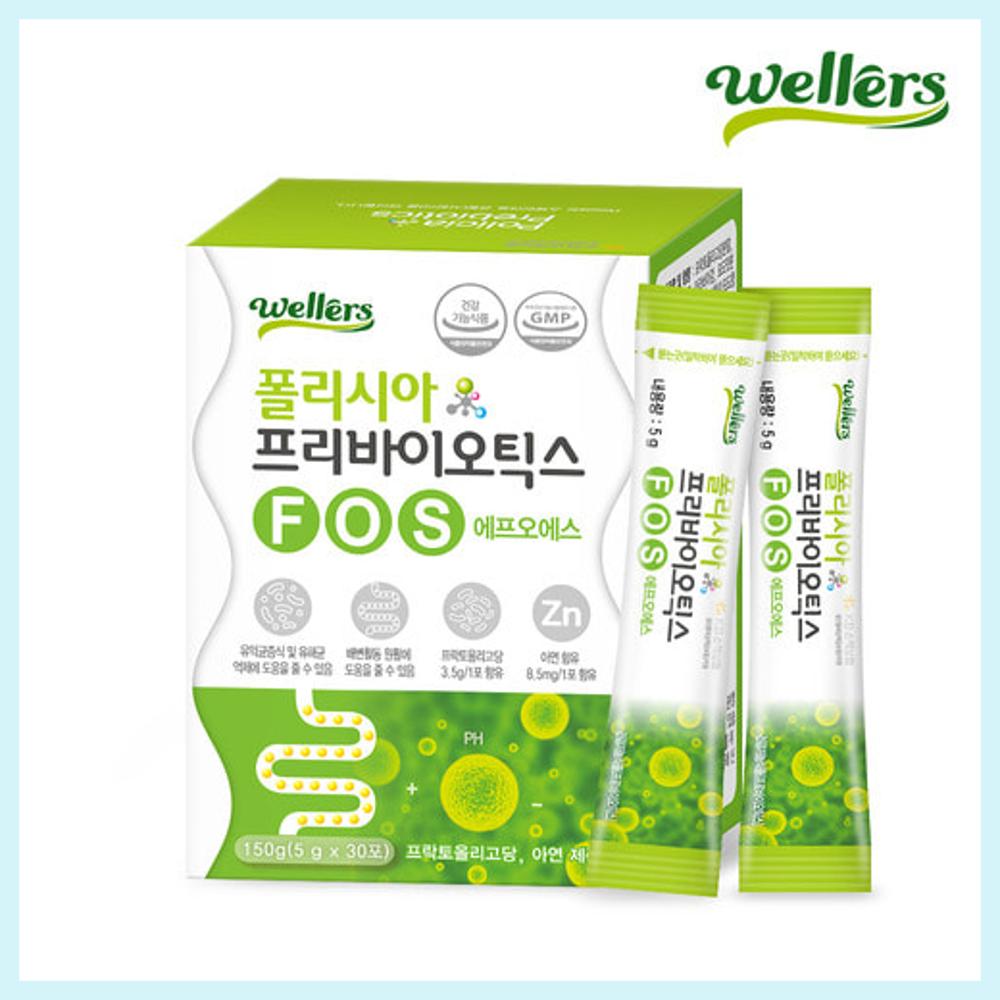 wellers
Policia
Prebiotics
wellers
건강
기능식품
GMP
폴리시아
프리바이오틱스
FOS 에프오에스
Zn
유익균증식 및 유해균
억제에 도움을 줄 수 있음
배변활동 원활에
도움을 줄 수 있음
프락토올리고당
3.5g/1포 함유
아연 함유
8.5mg/1포 함유
PH
+
-
150g(5 g x 30포)
프락토올리고당, 아연 제
내용량 : 5 g
wellers
폴리시아
프리바이오틱스
FOS 에프오에스
내용량 : 5 g
wellers
폴리시아
프리바이오틱스
FOS 에프오에스